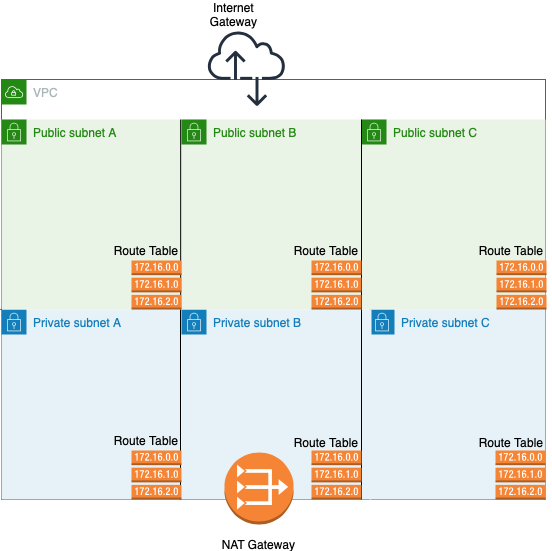 Internet
Gateway
VPC
Public subnet A
Public subnet B
Public subnet C
Route Table
172.16.0.0
172.16.1.0
172.16.2.0
Route Table
172.16.0.0
172.16.1.0
172.16.2.0
Route Table
172.16.0.0
172.16.1.0
172.16.2.0
Private subnet A
Private subnet B
Private subnet C
Route Table
172.16.0.0
172.16.1.0
172.16.2.0
Route Table
172.16.0.0
172.16.1.0
172.16.2.0
Route Table
172.16.0.0
172.16.1.0
172.16.2.0
NAT Gateway